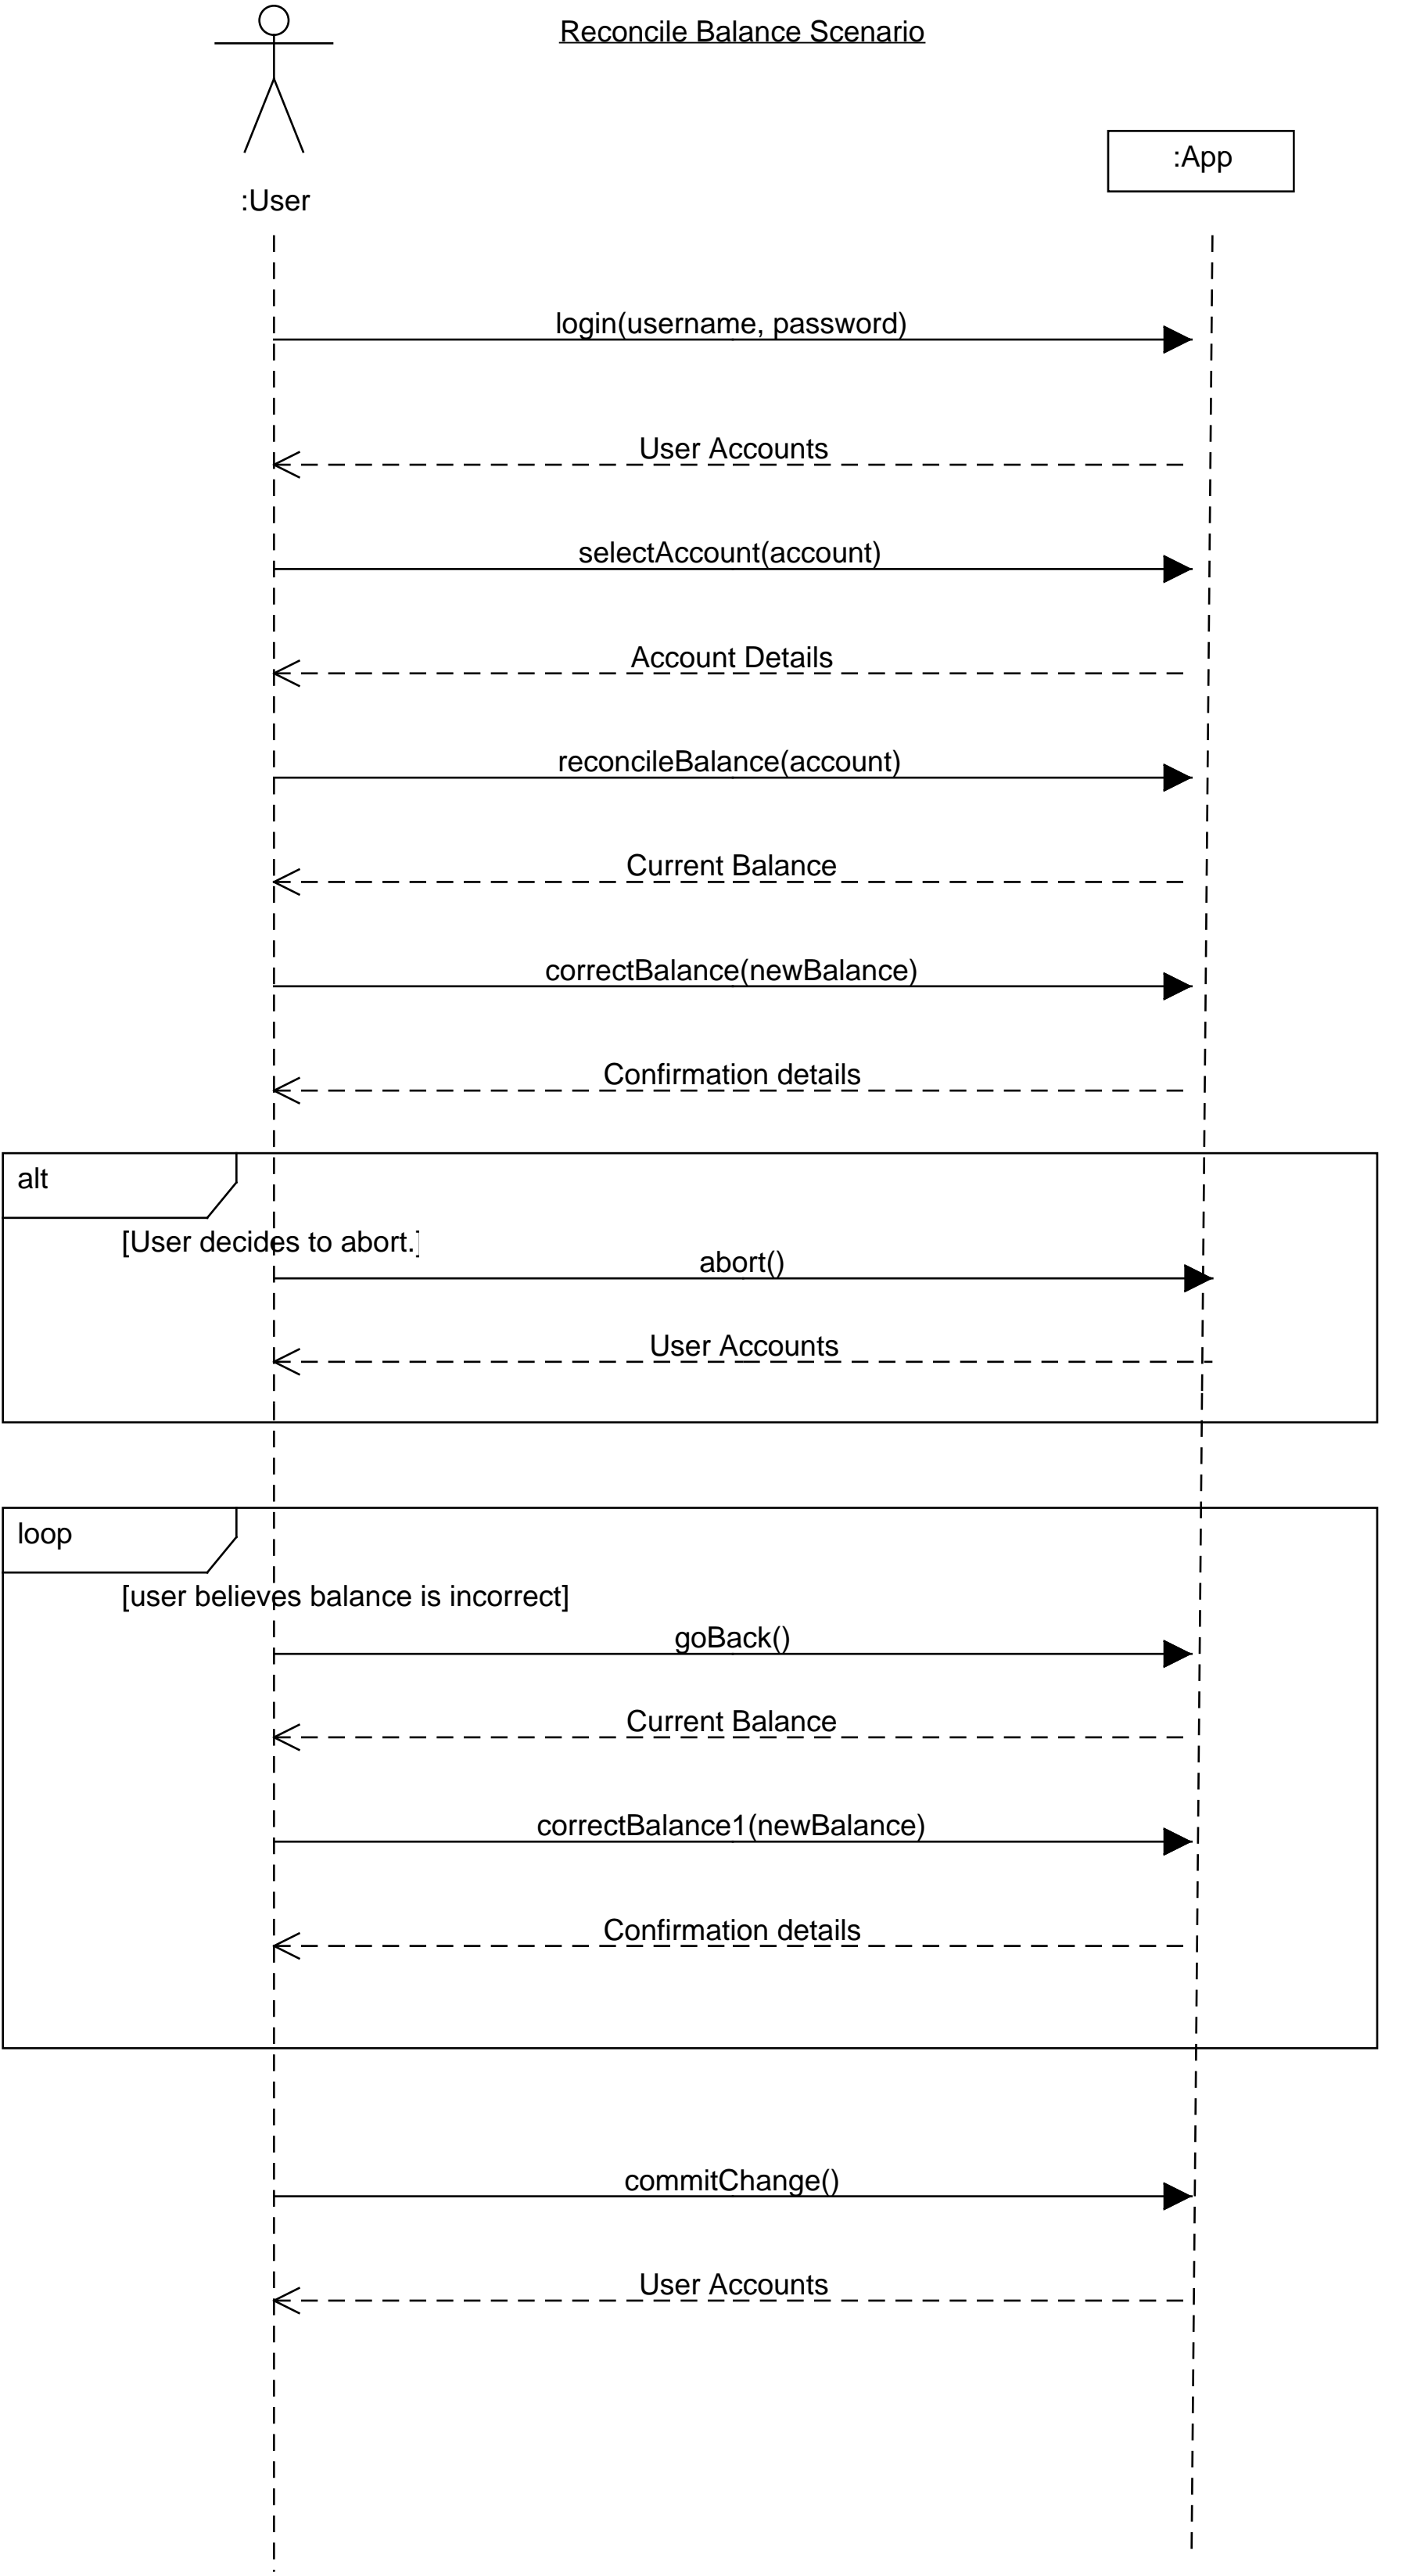 Reconcile Balance Scenario
:App
:User
login(username, password)
User Accounts
selectAccount(account)
Account Details
reconcileBalance(account)
Current Balance
correctBalance(newBalance)
Confirmation details
alt
[User decides to abort.]
abort()
User Accounts
loop
[user believes balance is incorrect]
goBack()
Current Balance
correctBalance1(newBalance)
Confirmation details
commitChange()
User Accounts